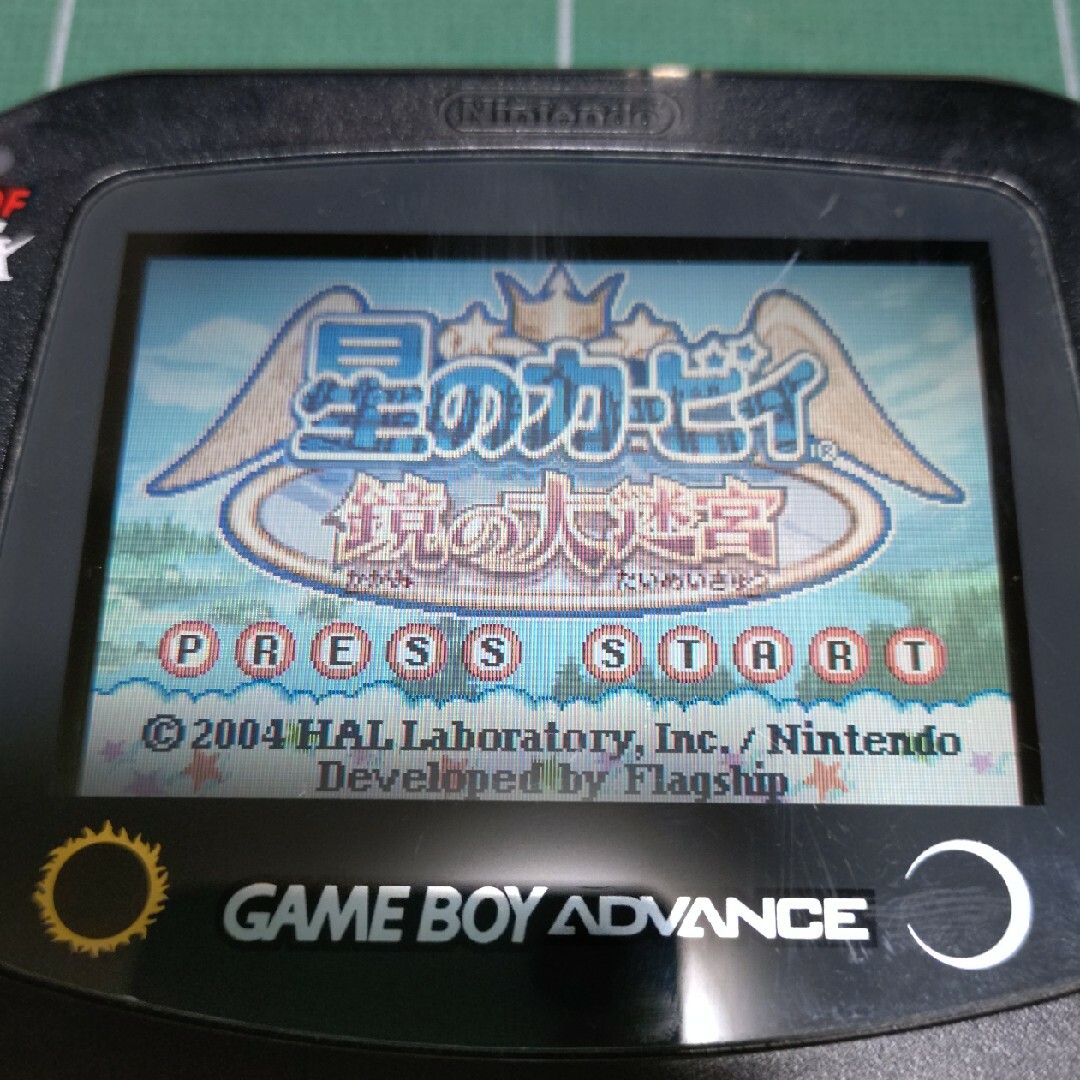 Nintendo
OF
星のカービィ®
鏡の大迷宮
かがみ だいめいきゅう
PRESS START
© 2004 HAL Laboratory, Inc. / Nintendo
Developed by Flagship
GAME BOY ADVANCE